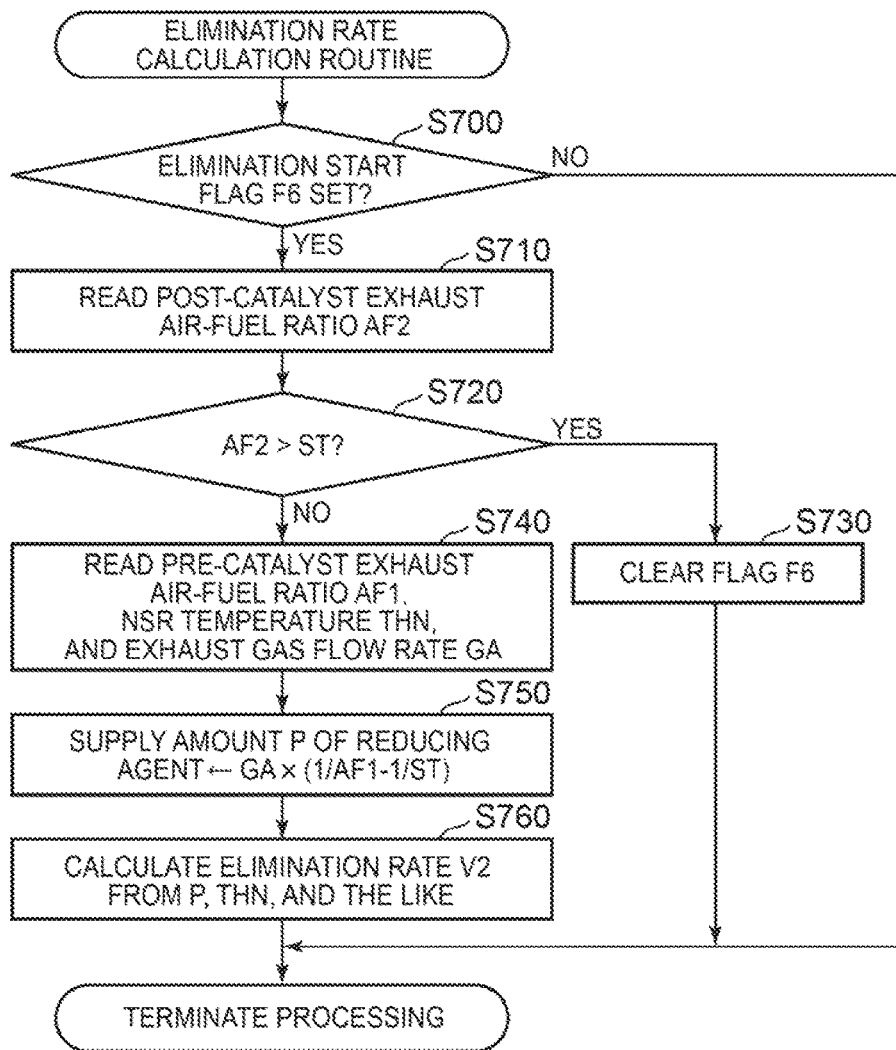 ELIMINATION RATE
CALCULATION ROUTINE
S700
ELIMINATION START
FLAG F6 SET?
NO
YES
S710
READ POST-CATALYST EXHAUST
AIR-FUEL RATIO AF2
S720
AF2 > ST?
YES
NO
S740
READ PRE-CATALYST EXHAUST
AIR-FUEL RATIO AF1,
NSR TEMPERATURE THN,
AND EXHAUST GAS FLOW RATE GA
S730
CLEAR FLAG F6
S750
SUPPLY AMOUNT P OF REDUCING
AGENT ← GA × (1/AF1-1/ST)
S760
CALCULATE ELIMINATION RATE V2
FROM P, THN, AND THE LIKE
TERMINATE PROCESSING